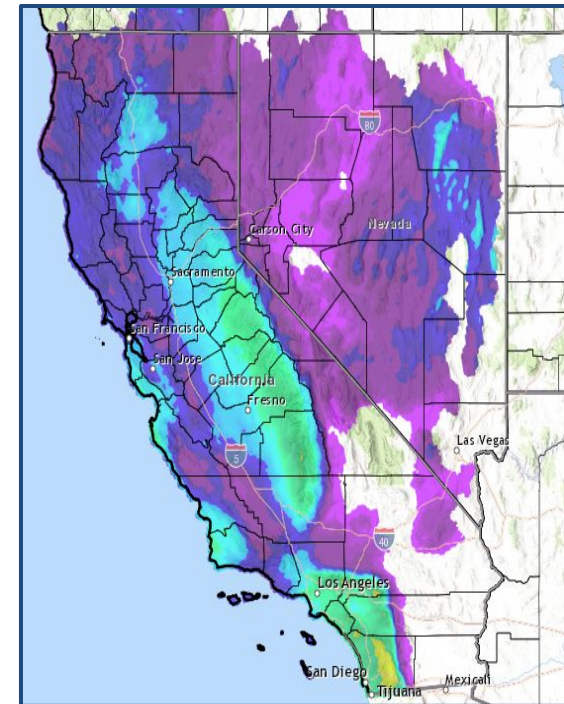 80
Nevada
Carson City
Sacramento
San Francisco
San Jose
California
Fresno
Las Vegas
5
40
Los Angeles
San Diego
Mexicali
Tijuana